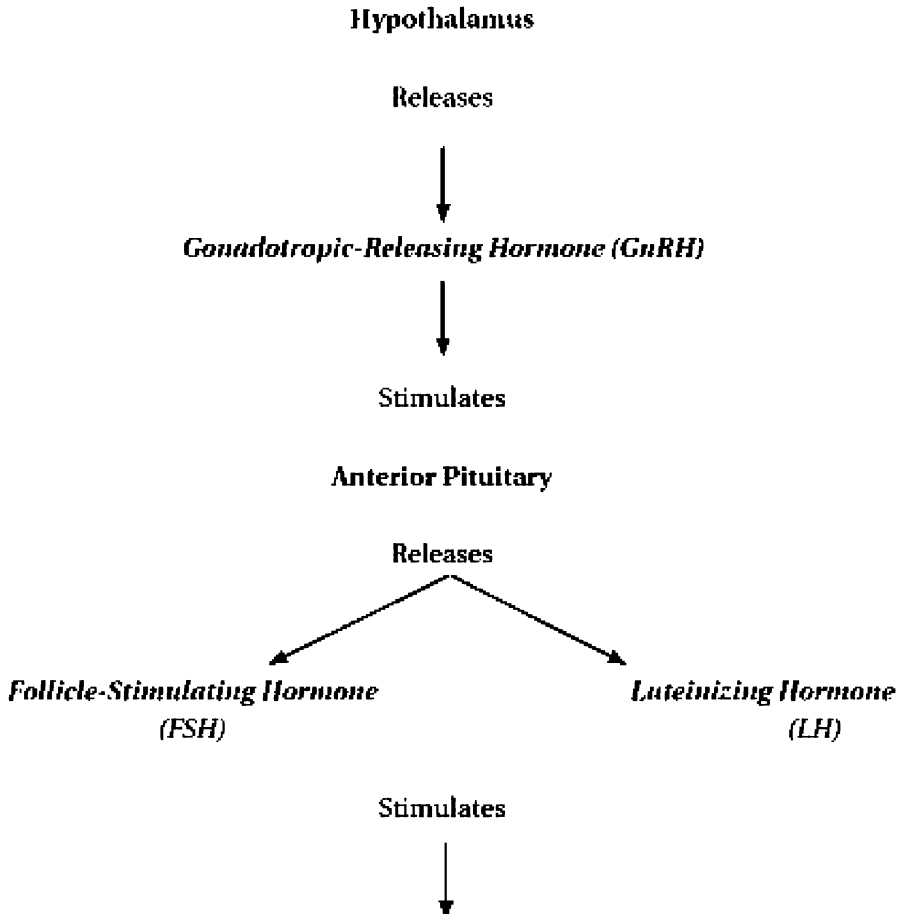 Hypothalamus
Releases
Gonadotropic-Releasing Hormone (GnRH)
Stimulates
Anterior Pituitary
Releases
Follicle-Stimulating Hormone
(FSH)
Luteinizing Hormone
(LH)
Stimulates